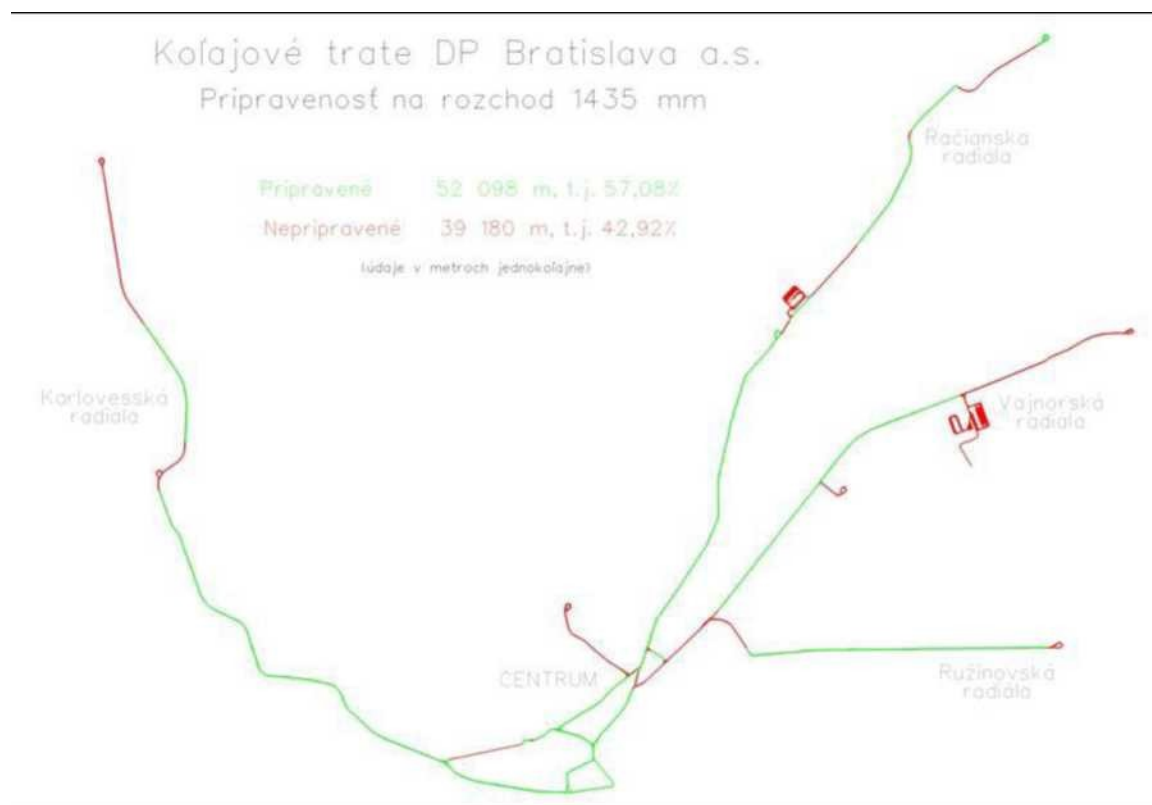 Koľajové trate DP Bratislava a.s.
Pripravenosť na rozchod 1435 mm
Pripravené 52 098 m, t.j. 57,08%
Nepripravené 39 180 m, t.j. 42,92%
(údaje v metroch jednokoľajne)
Račianska
radiála
Karlovesská
radiála
Vajnorská
radiála
CENTRUM
Ružinovská
radiála